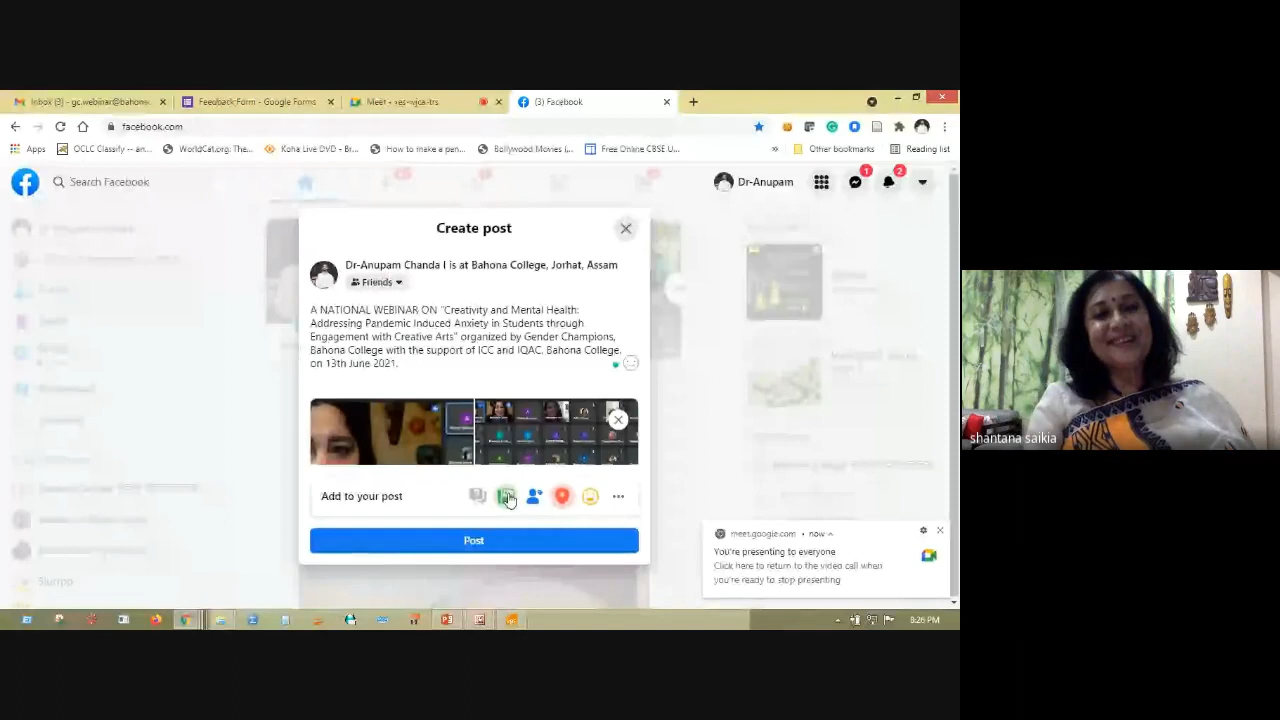 Inbox (3) - gc.webinar@bahon
Feedback Form - Google Forms
Meet -
(3) Facebook
facebook.com
Apps
OCLC Classify -- an...
WorldCat.org: The...
Koha Live DVD - Br...
How to make a pen...
Bollywood Movies (...
Free Online CBSE U...
»
Other bookmarks
Reading list
Search Facebook
Dr-Anupam
1
2
Create post
Dr-Anupam Chanda I is at Bahona College, Jorhat, Assam
Friends
A NATIONAL WEBINAR ON "Creativity and Mental Health:
Addressing Pandemic Induced Anxiety in Students through
Engagement with Creative Arts" organized by Gender Champions,
Bahona College with the support of ICC and IQAC, Bahona College,
on 13th June 2021.
Add to your post
Post
meet.google.com • now
You're presenting to everyone
Click here to return to the video call when
you're ready to stop presenting
Slurrpo
8:26 PM
shantana saikia